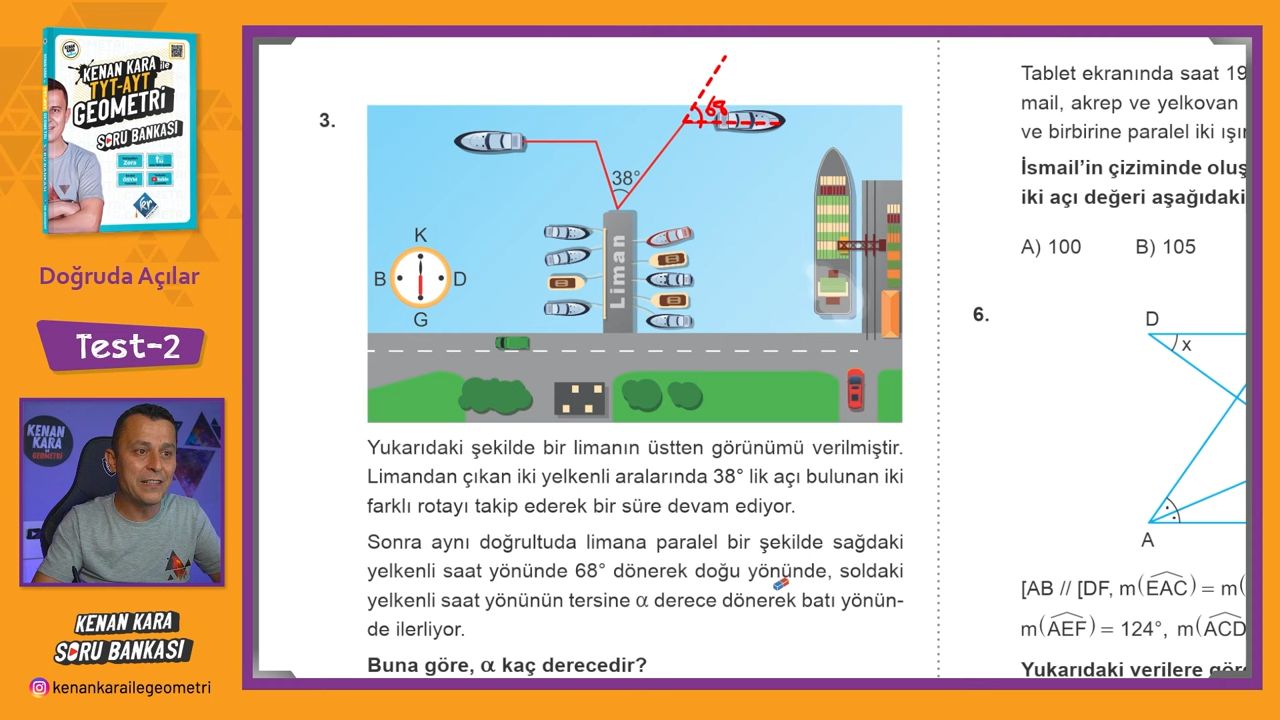 KENAN KARA ile
TYT-AYT
GEOMETRİ
SORU BANKASI
Doğruda Açılar
Test-2
KENAN KARA
ile GEOMETRİ
KENAN KARA
SORU BANKASI
kenankarailegeometri
3.
68
38°
Liman
K
B
D
G
Yukarıdaki şekilde bir limanın üstten görünümü verilmiştir.
Limandan çıkan iki yelkenli aralarında 38° lik açı bulunan iki
farklı rotayı takip ederek bir süre devam ediyor.
Sonra aynı doğrultuda limana paralel bir şekilde sağdaki
yelkenli saat yönünde 68° dönerek doğu yönünde, soldaki
yelkenli saat yönünün tersine α derece dönerek batı yönün-
de ilerliyor.
Buna göre, α kaç derecedir?
Tablet ekranında saat 19
mail, akrep ve yelkovan
ve birbirine paralel iki ışın
İsmail'in çiziminde oluş
iki açı değeri aşağıdaki
A) 100 B) 105
6.
D
x
A
[AB // [DF, m(EAC) = m(
m(AEF) = 124°, m(ACD
Yukarıdaki verilere göre